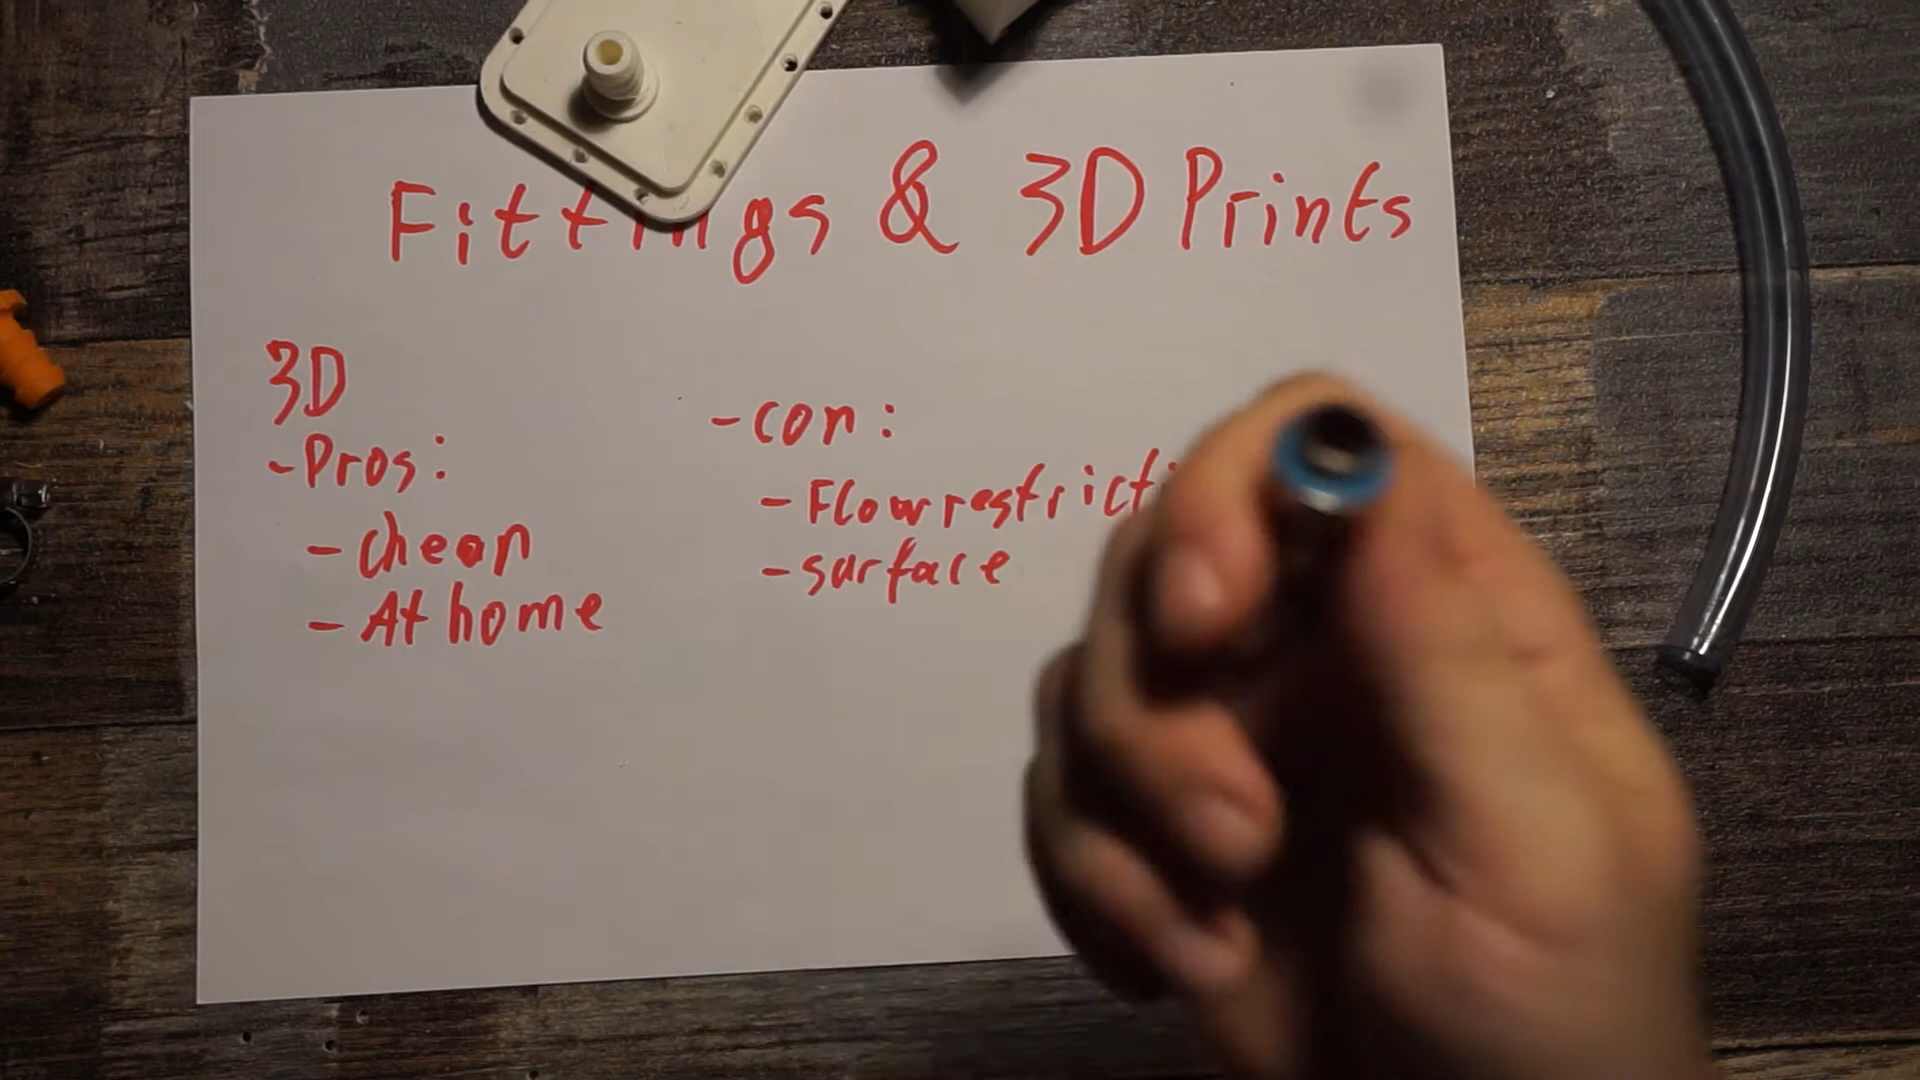 Fittings & 3D Prints
3D
-Pros:
- cheap
- At home
-con:
- Flow restricti
- surface